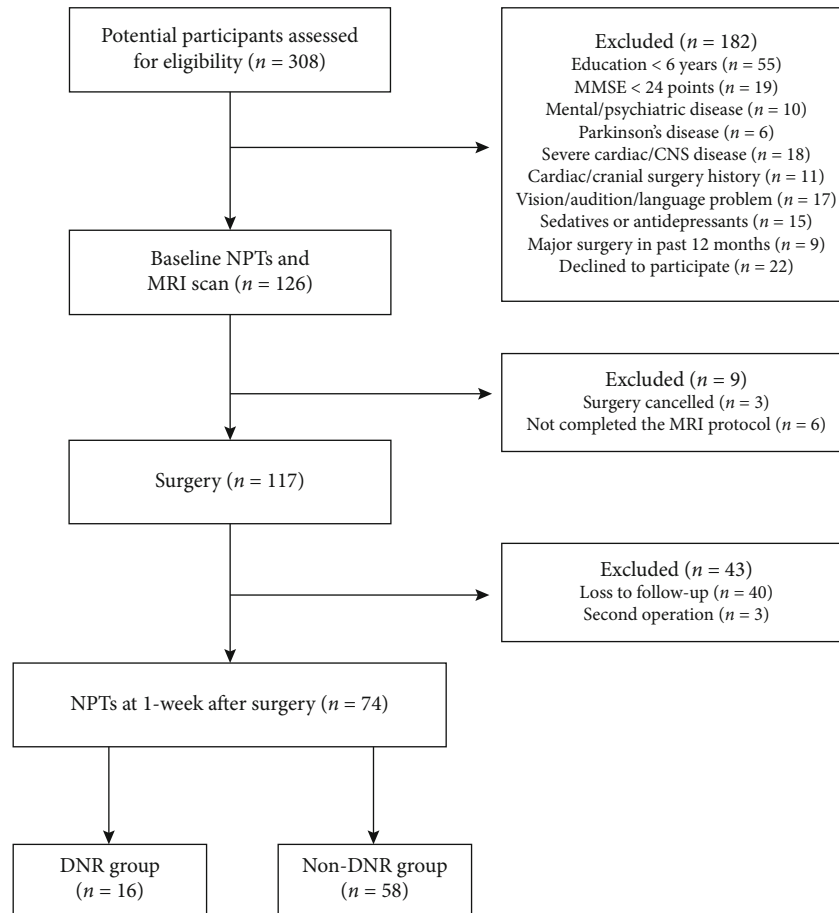 Potential participants assessed
for eligibility (n = 308)
Excluded (n = 182)
Education < 6 years (n = 55)
MMSE < 24 points (n = 19)
Mental/psychiatric disease (n = 10)
Parkinson's disease (n = 6)
Severe cardiac/CNS disease (n = 18)
Cardiac/cranial surgery history (n = 11)
Vision/audition/language problem (n = 17)
Sedatives or antidepressants (n = 15)
Major surgery in past 12 months (n = 9)
Declined to participate (n = 22)
Baseline NPTs and
MRI scan (n = 126)
Excluded (n = 9)
Surgery cancelled (n = 3)
Not completed the MRI protocol (n = 6)
Surgery (n = 117)
Excluded (n = 43)
Loss to follow-up (n = 40)
Second operation (n = 3)
NPTs at 1-week after surgery (n = 74)
DNR group
(n = 16)
Non-DNR group
(n = 58)